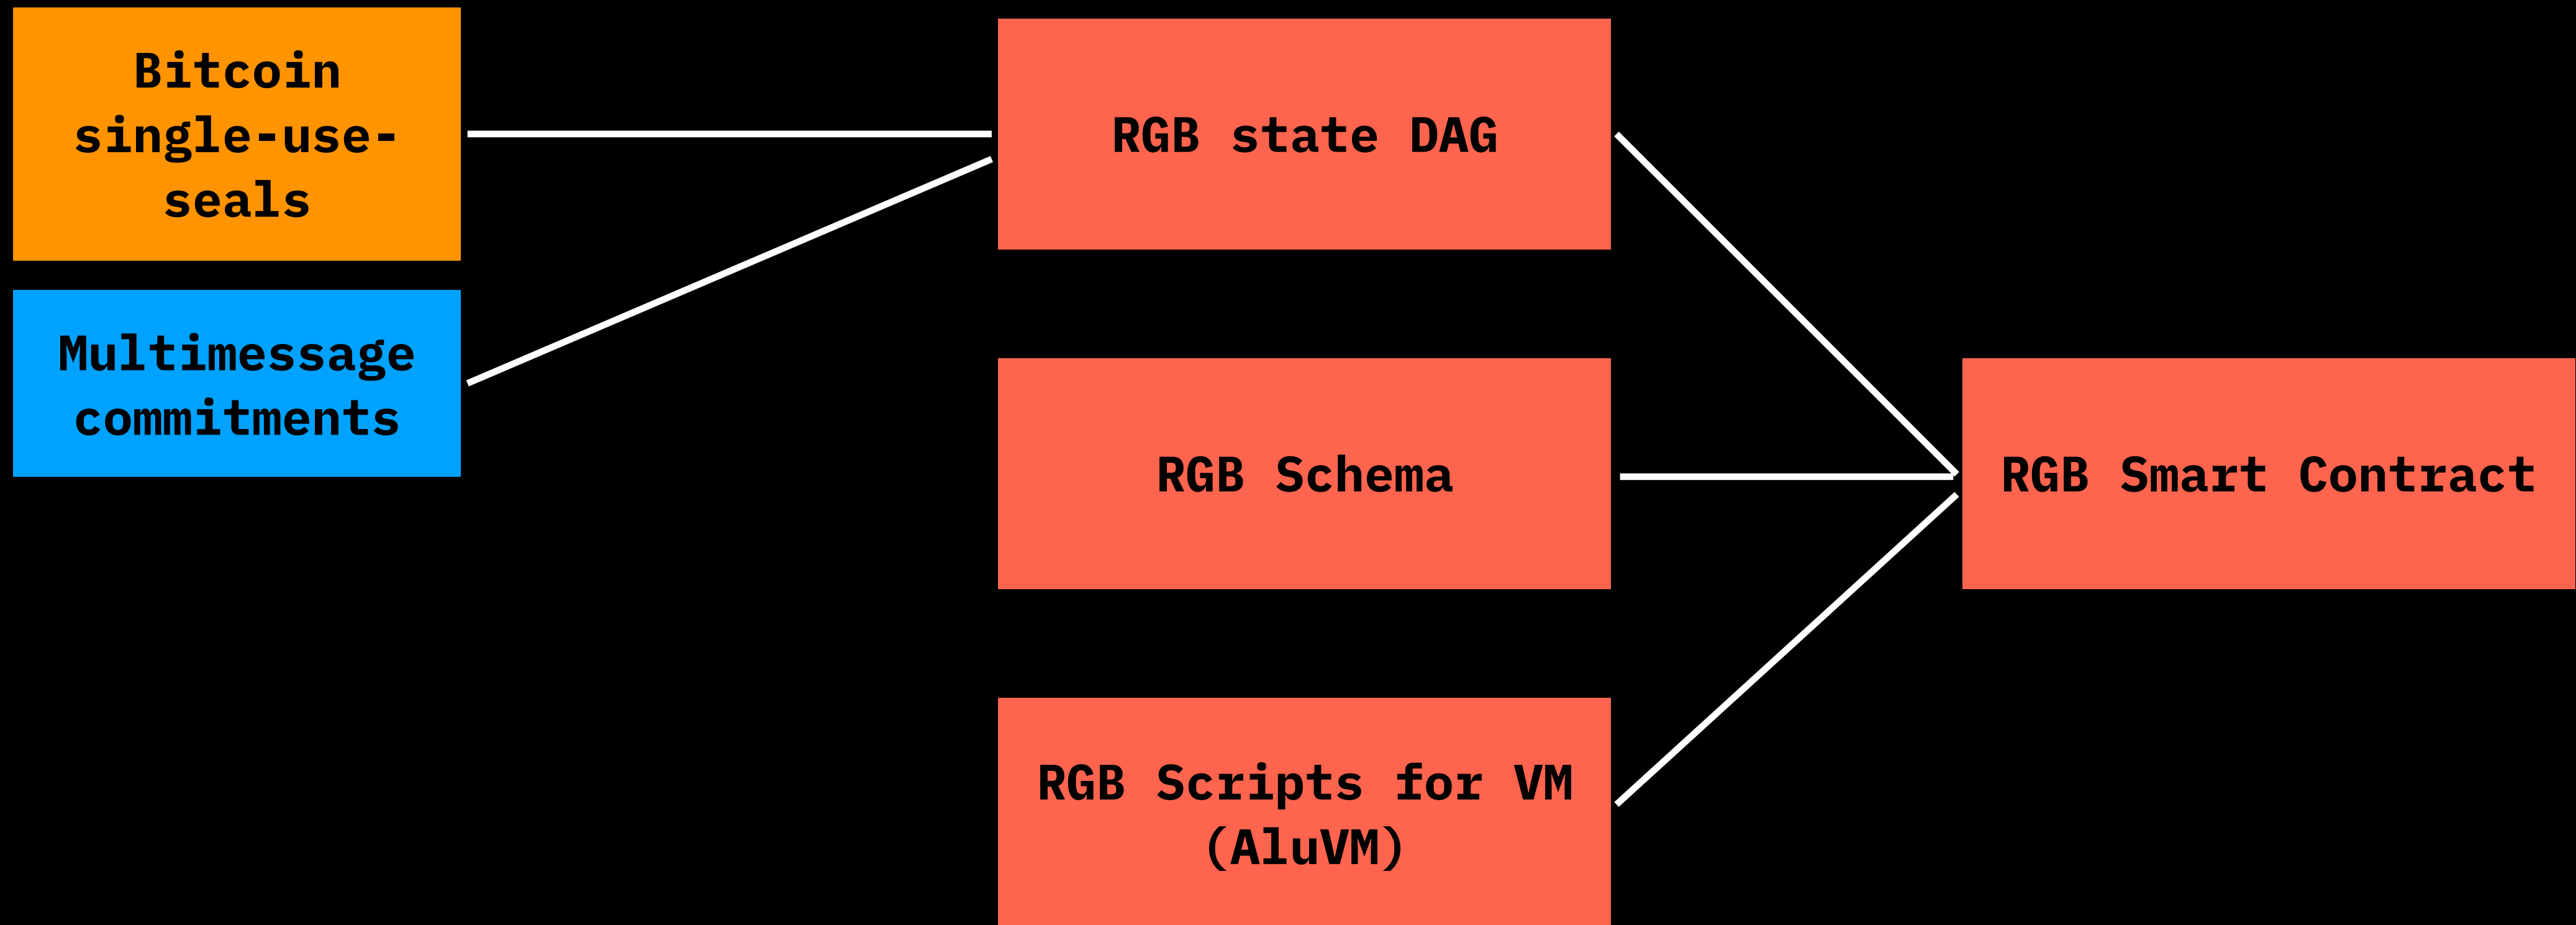 Bitcoin
single-use-
seals
Multimessage
commitments
RGB state DAG
RGB Schema
RGB Scripts for VM
(AluVM)
RGB Smart Contract